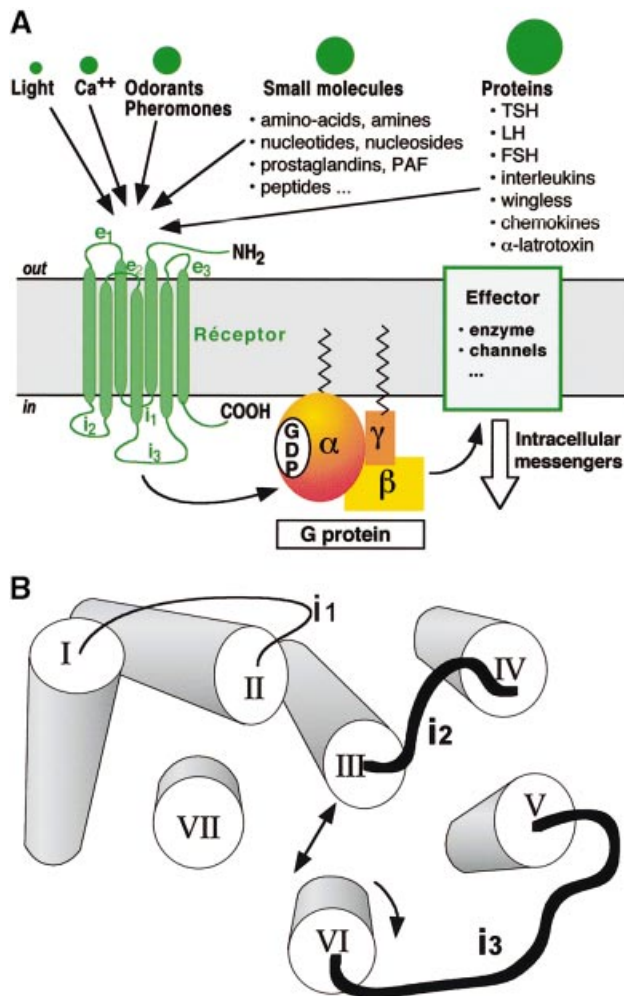 A
Light
Ca++
Odorants
Pheromones
Small molecules
• amino-acids, amines
• nucleotides, nucleosides
• prostaglandins, PAF
• peptides ...
Proteins
• TSH
• LH
• FSH
• interleukins
• wingless
• chemokines
• α-latrotoxin
e1
e2
e3
NH2
out
Réceptor
in
i2
i1
i3
COOH
Effector
• enzyme
• channels
...
GDP
α
γ
β
G protein
Intracellular
messengers
B
I
i1
II
III
i2
IV
VII
V
VI
i3